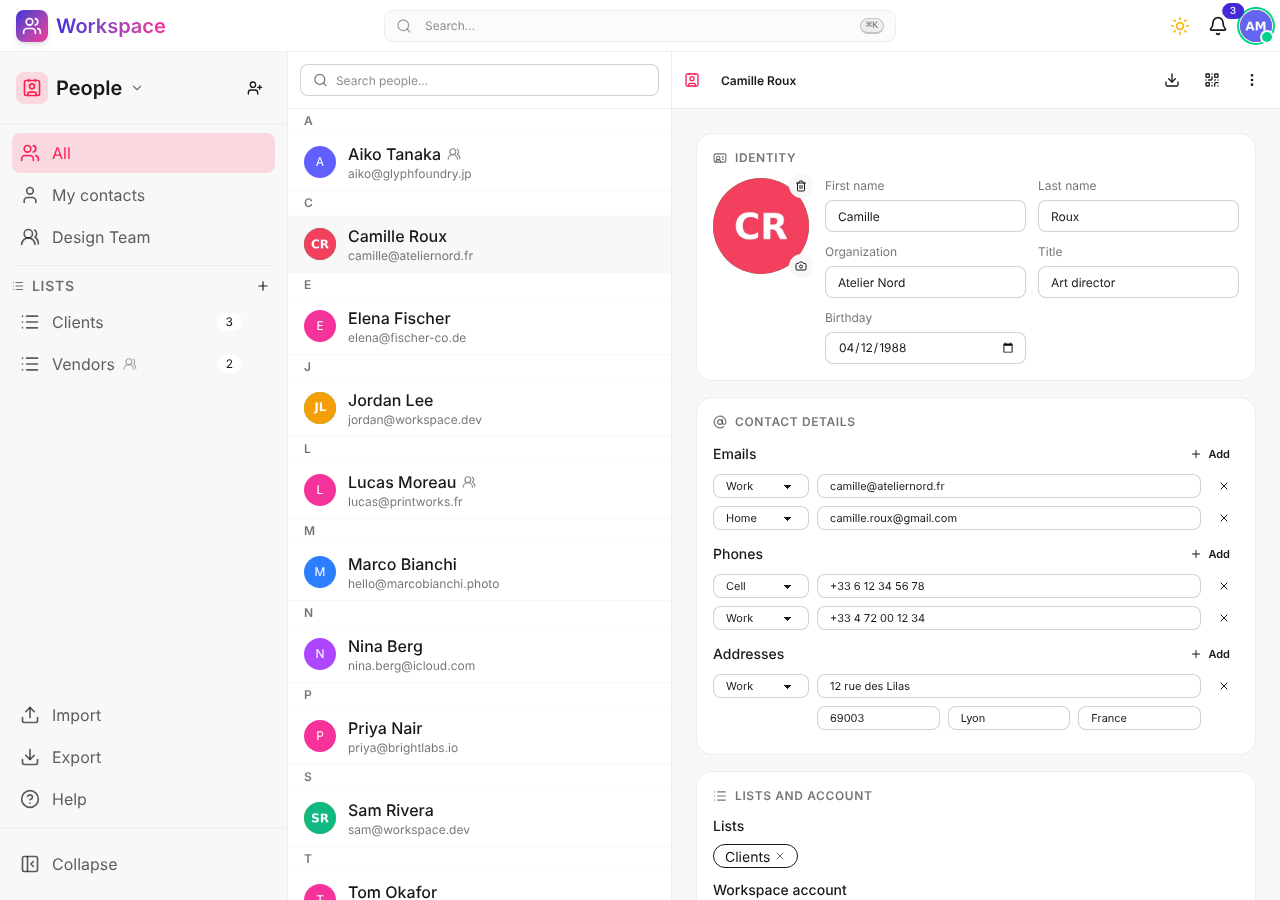 Workspace
Search...
⌘K
3
AM
People
All
My contacts
Design Team
LISTS
Clients
3
Vendors
2
Import
Export
Help
Collapse
Search people...
A
A
Aiko Tanaka
aiko@glyphfoundry.jp
C
CR
Camille Roux
camille@ateliernord.fr
E
E
Elena Fischer
elena@fischer-co.de
J
JL
Jordan Lee
jordan@workspace.dev
L
L
Lucas Moreau
lucas@printworks.fr
M
M
Marco Bianchi
hello@marcobianchi.photo
N
N
Nina Berg
nina.berg@icloud.com
P
P
Priya Nair
priya@brightlabs.io
S
SR
Sam Rivera
sam@workspace.dev
T
T
Tom Okafor
Camille Roux
IDENTITY
CR
First name
Last name
Camille
Roux
Organization
Title
Atelier Nord
Art director
Birthday
04/12/1988
CONTACT DETAILS
Emails
Add
Work
camille@ateliernord.fr
Home
camille.roux@gmail.com
Phones
Add
Cell
+33 6 12 34 56 78
Work
+33 4 72 00 12 34
Addresses
Add
Work
12 rue des Lilas
69003
Lyon
France
LISTS AND ACCOUNT
Lists
Clients
Workspace account